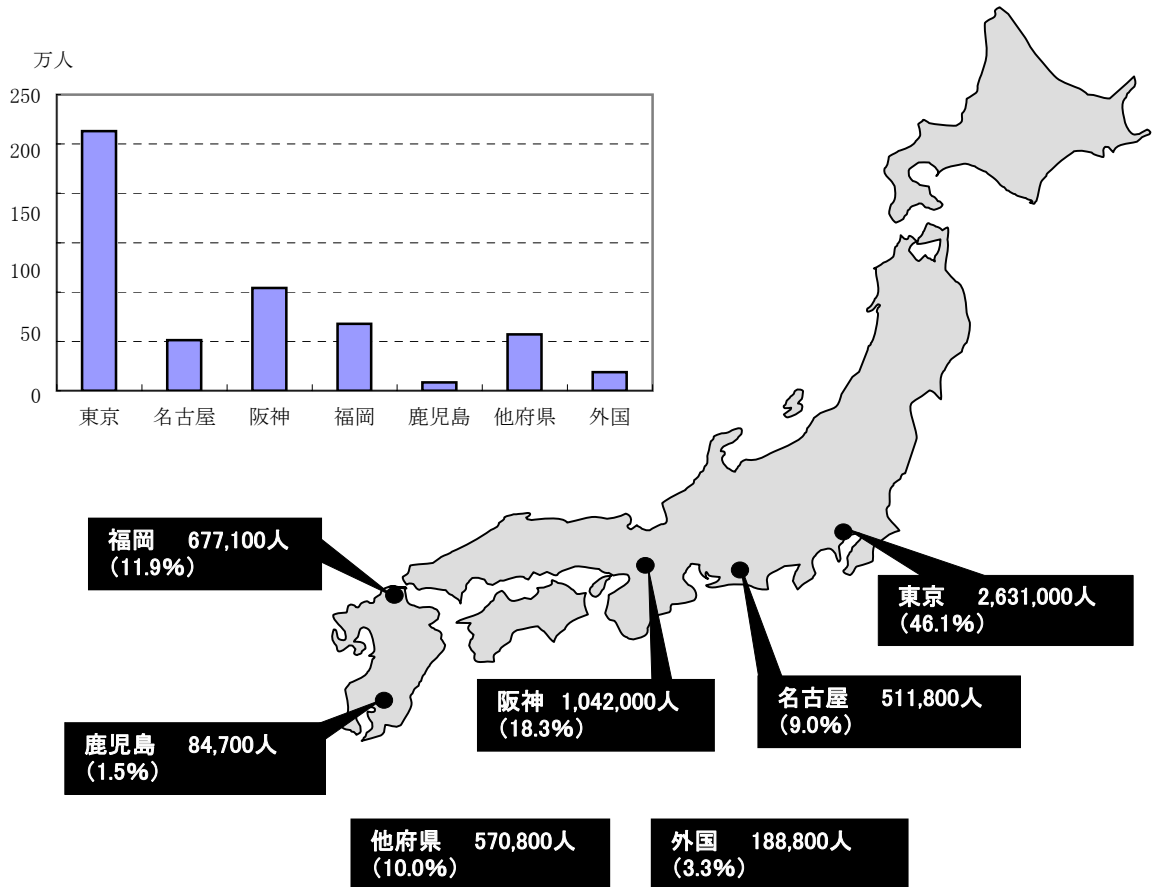 万人
250
200
150
100
50
0
東京 名古屋 阪神 福岡 鹿児島 他府県 外国
福岡 677,100人
（11.9%）
東京 2,631,000人
（46.1%）
阪神 1,042,000人
（18.3%）
名古屋 511,800人
（9.0%）
鹿児島 84,700人
（1.5%）
他府県 570,800人
（10.0%）
外国 188,800人
（3.3%）